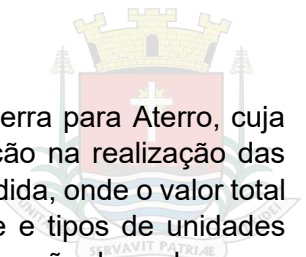 erra para Aterro, cuja
ção na realização das
dida, onde o valor total
e e tipos de unidades
SERVAVIT PATRIAE